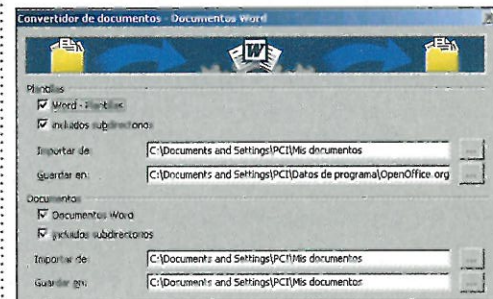 Convertidor de documentos - Documentos Word
W
Plantillas
Word - Plantillas
incluidos subdirectorios
Importar de:
C:\Documents and Settings\PCI\Mis documentos
...
Guardar en:
C:\Documents and Settings\PCI\Datos de programa\OpenOffice.org
...
Documentos
Documentos Word
incluidos subdirectorios
Importar de:
C:\Documents and Settings\PCI\Mis documentos
...
Guardar en:
C:\Documents and Settings\PCI\Mis documentos
...